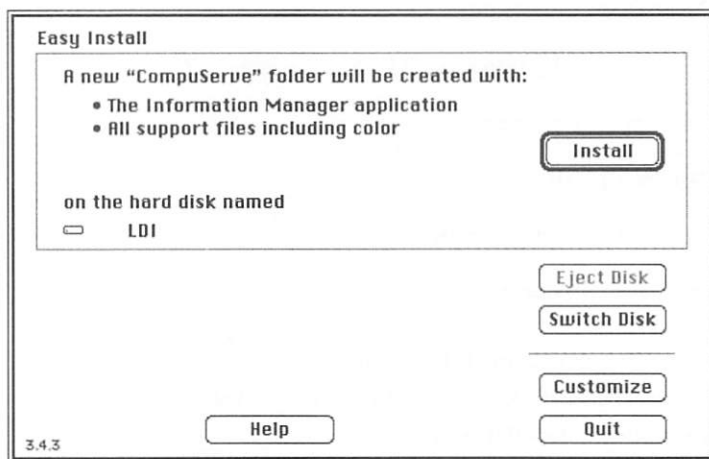 Easy Install
A new “CompuServe” folder will be created with:
• The Information Manager application
• All support files including color
Install
on the hard disk named
LDI
Eject Disk
Switch Disk
Customize
Help
Quit
3.4.3